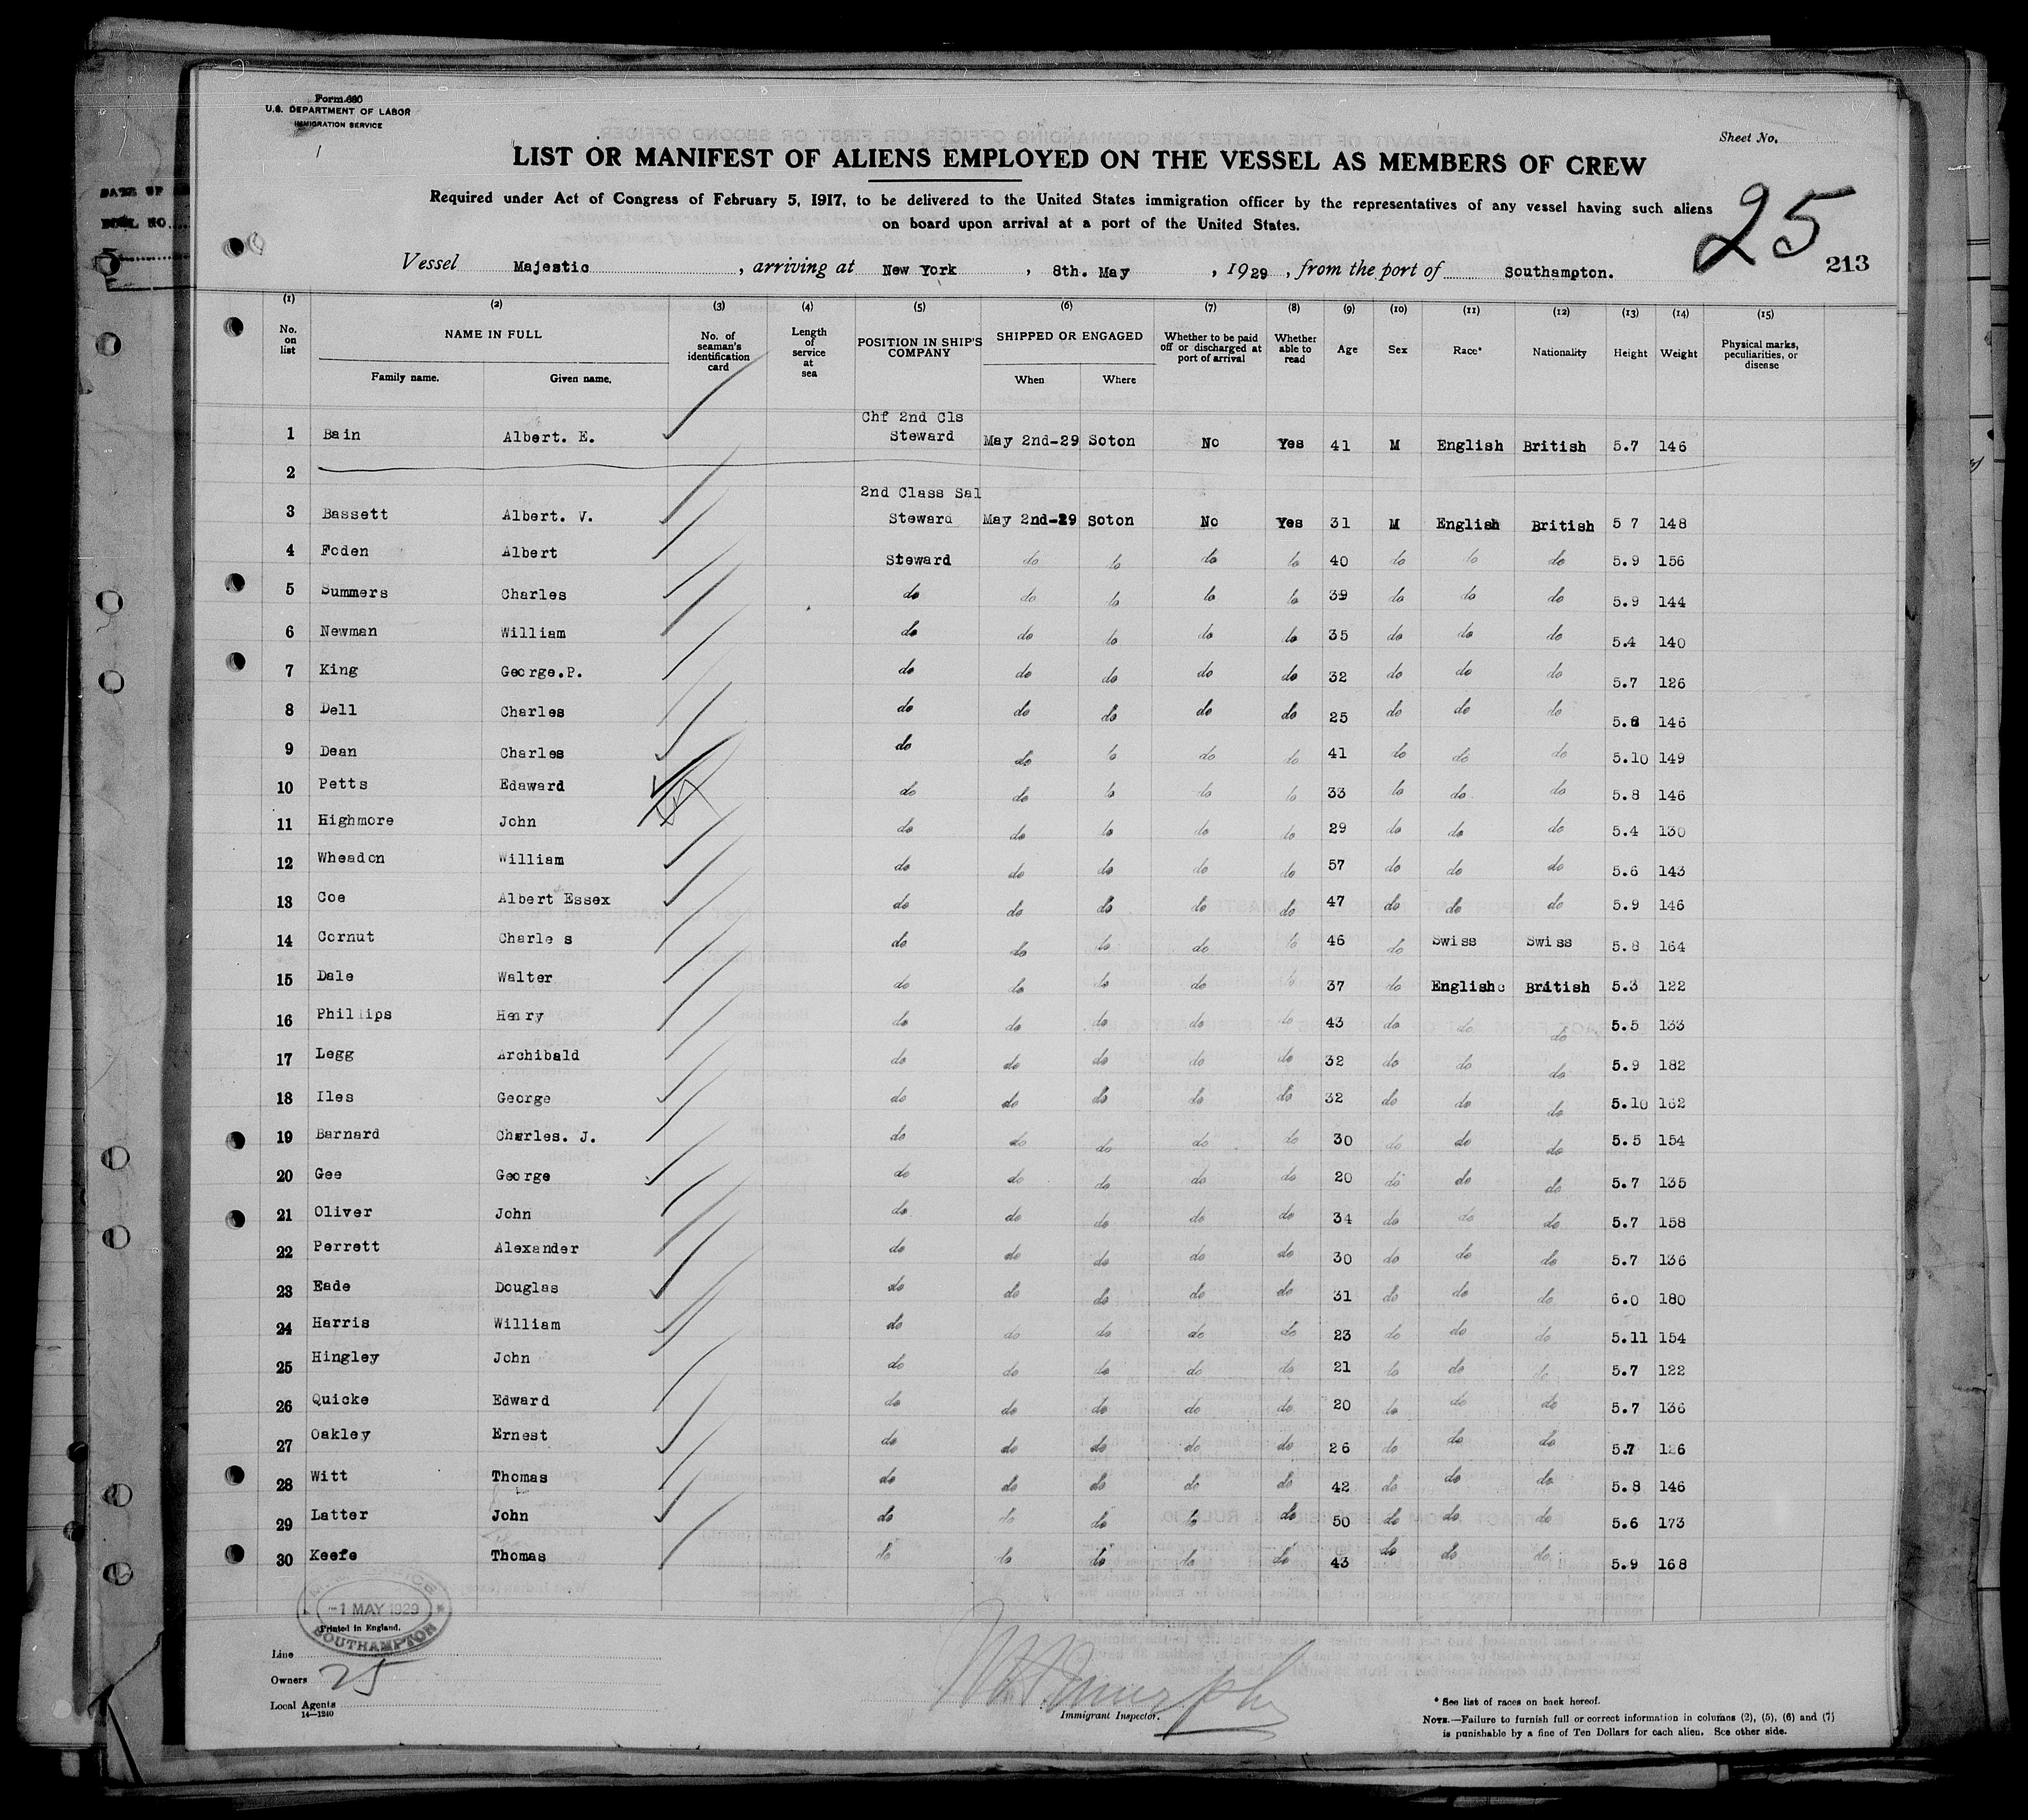 Form 680
U.S. DEPARTMENT OF LABOR
IMMIGRATION SERVICE
Sheet No.
LIST OR MANIFEST OF ALIENS EMPLOYED ON THE VESSEL AS MEMBERS OF CREW
Required under Act of Congress of February 5, 1917, to be delivered to the United States immigration officer by the representatives of any vessel having such aliens
on board upon arrival at a port of the United States.
25
213
Vessel Majestic, arriving at New York, 8th. May, 1929, from the port of Southampton.
(1) (2) (3) (4) (5) (6) (7) (8) (9) (10) (11) (12) (13) (14) (15)
No. on list NAME IN FULL Family name. Given name. No. of seaman's identification card Length of service at sea POSITION IN SHIP'S COMPANY SHIPPED OR ENGAGED When Where Whether to be paid off or discharged at port of arrival Whether able to read Age Sex Race* Nationality Height Weight Physical marks, peculiarities, or disease
1 Bain Albert. E. Chf 2nd Cls Steward May 2nd-29 Soton No Yes 41 M English British 5.7 146
2
3 Bassett Albert. V. 2nd Class Sal Steward May 2nd-29 Soton No Yes 31 M English British 5 7 148
4 Foden Albert Steward do do do do 40 do do do 5.9 156
5 Summers Charles do do do do do 39 do do do 5.9 144
6 Newman William do do do do do 35 do do do 5.4 140
7 King George.P. do do do do do 32 do do do 5.7 126
8 Dell Charles do do do do do 25 do do do 5.8 146
9 Dean Charles do do do do do 41 do do do 5.10 149
10 Petts Edaward do do do do do 33 do do do 5.8 146
11 Highmore John do do do do do 29 do do do 5.4 130
12 Wheadon William do do do do do 57 do do do 5.6 143
13 Coe Albert Essex do do do do do 47 do do do 5.9 146
14 Cornut Charle s do do do do do 46 do Swiss Swiss 5.8 164
15 Dale Walter do do do do do 37 do English British 5.3 122
16 Phillips Henry do do do do do 43 do do do 5.5 133
17 Legg Archibald do do do do do 32 do do do 5.9 182
18 Iles George do do do do do 32 do do do 5.10 162
19 Barnard Charles. J. do do do do do 30 do do do 5.5 154
20 Gee George do do do do do 20 do do do 5.7 135
21 Oliver John do do do do do 34 do do do 5.7 158
22 Perrett Alexander do do do do do 30 do do do 5.7 136
23 Eade Douglas do do do do do 31 do do do 6.0 180
24 Harris William do do do do do 23 do do do 5.11 154
25 Hingley John do do do do do 21 do do do 5.7 122
26 Quicke Edward do do do do do 20 do do do 5.7 136
27 Oakley Ernest do do do do do 26 do do do 5.7 126
28 Witt Thomas do do do do do 42 do do do 5.8 146
29 Latter John do do do do do 50 do do do 5.6 173
30 Keefe Thomas do do do do do 43 do do do 5.9 168
-1 MAY 1929
SOUTHAMPTON
Printed in England.
Line
Owners 25
Local Agents
14—1240
Murphy
Immigrant Inspector.
* See list of races on back hereof.
NOTE.—Failure to furnish full or correct information in columns (2), (5), (6) and (7)
is punishable by a fine of Ten Dollars for each alien. See other side.